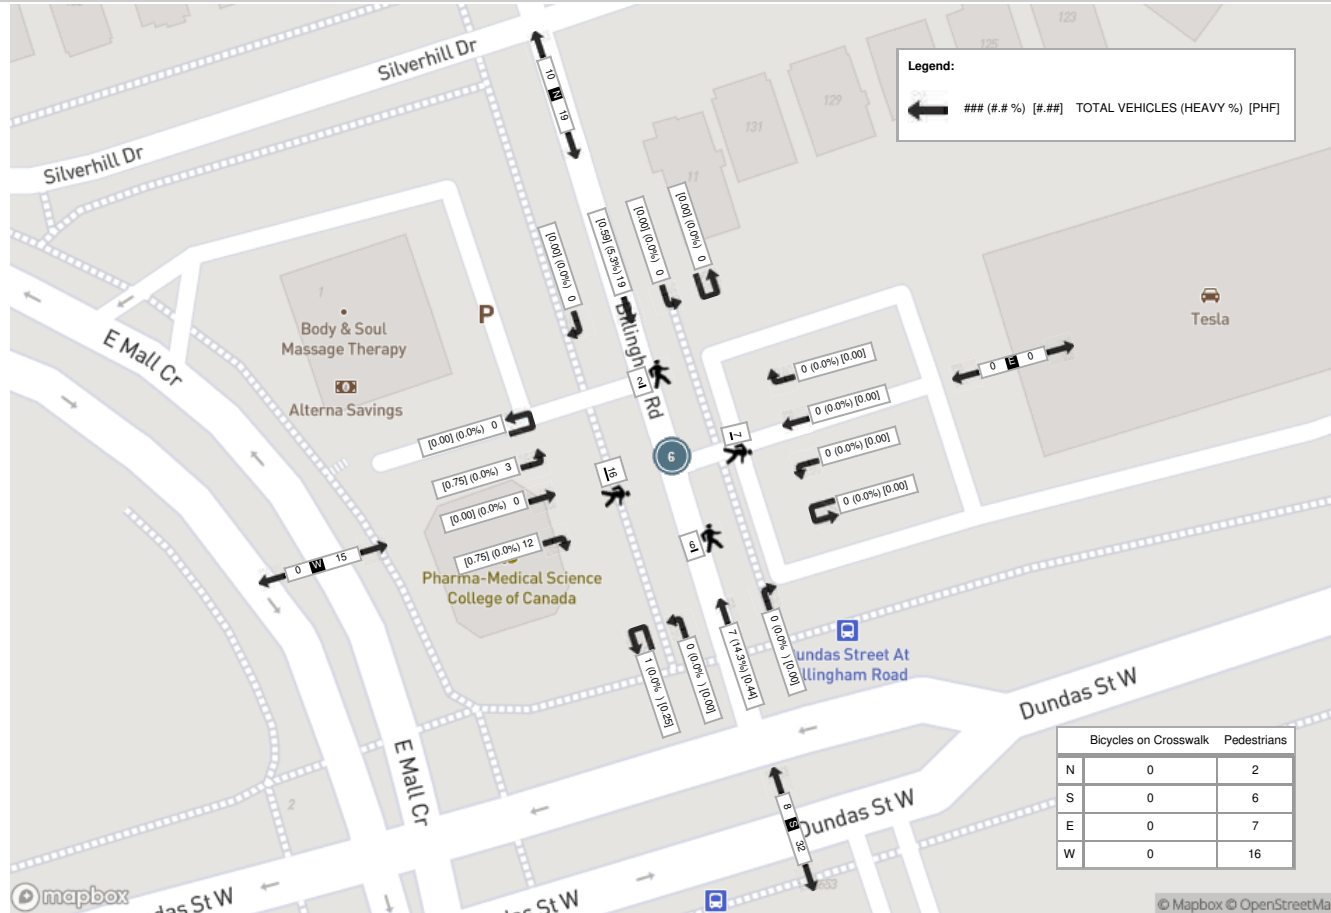 123
125
129
131
11
Legend:
### (#.# %) [#.##] TOTAL VEHICLES (HEAVY %) [PHF]
Silverhill Dr
Silverhill Dr
10 N 19
[0.00] (0.0%) 0
[0.59] (5.3%) 19
[0.00] (0.0%) 0
[0.00] (0.0%) 0
1
Body & Soul
Massage Therapy
Alterna Savings
P
E Mall Cr
Tesla
0 E 0
0 (0.0%) [0.00]
0 (0.0%) [0.00]
0 (0.0%) [0.00]
0 (0.0%) [0.00]
2
Rd
7
6
16
6
[0.00] (0.0%) 0
[0.75] (0.0%) 3
[0.00] (0.0%) 0
[0.75] (0.0%) 12
0 W 15
Pharma-Medical Science
College of Canada
1 (0.0% ) [0.25]
0 (0.0% ) [0.00]
7 (14.3%) [0.44]
0 (0.0% ) [0.00]
undas Street At
llingham Road
Dundas St W
E Mall Cr
2
8 S 32
Dundas St W
653
das St W
St W
Bicycles on Crosswalk Pedestrians
N 0 2
S 0 6
E 0 7
W 0 16
mapbox
© Mapbox © OpenStreetMa